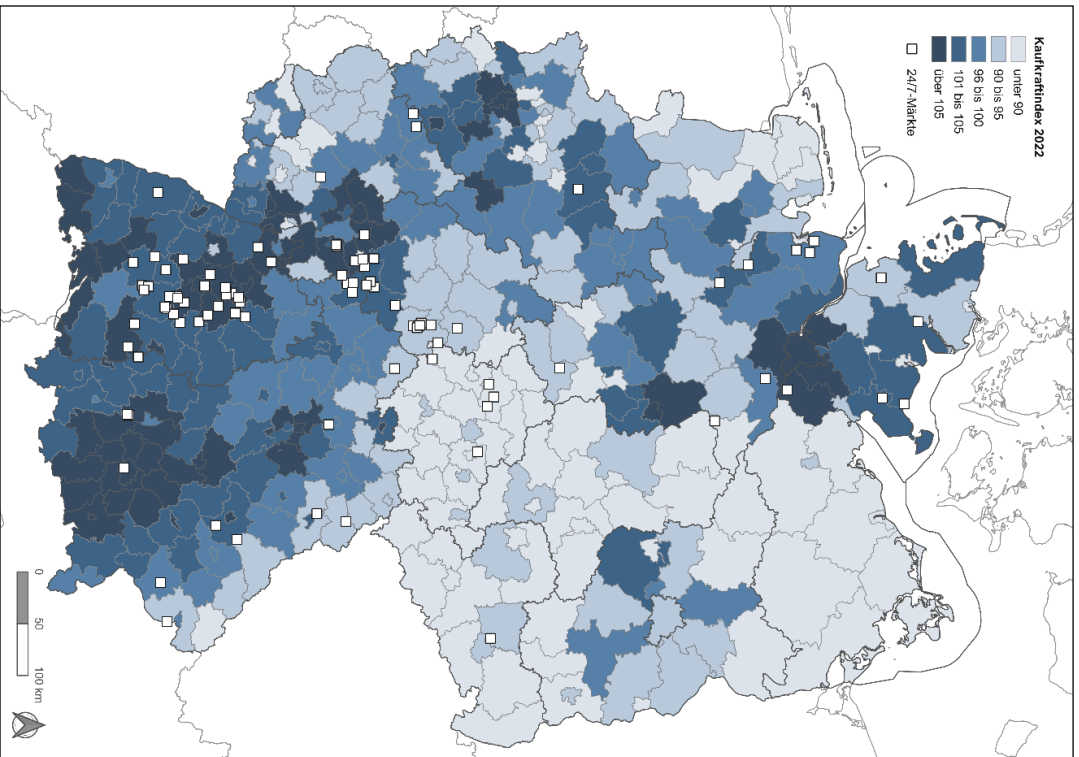 Kaufkraftindex 2022
unter 90
90 bis 95
96 bis 100
101 bis 105
über 105
24/7-Märkte
0 50 100 km